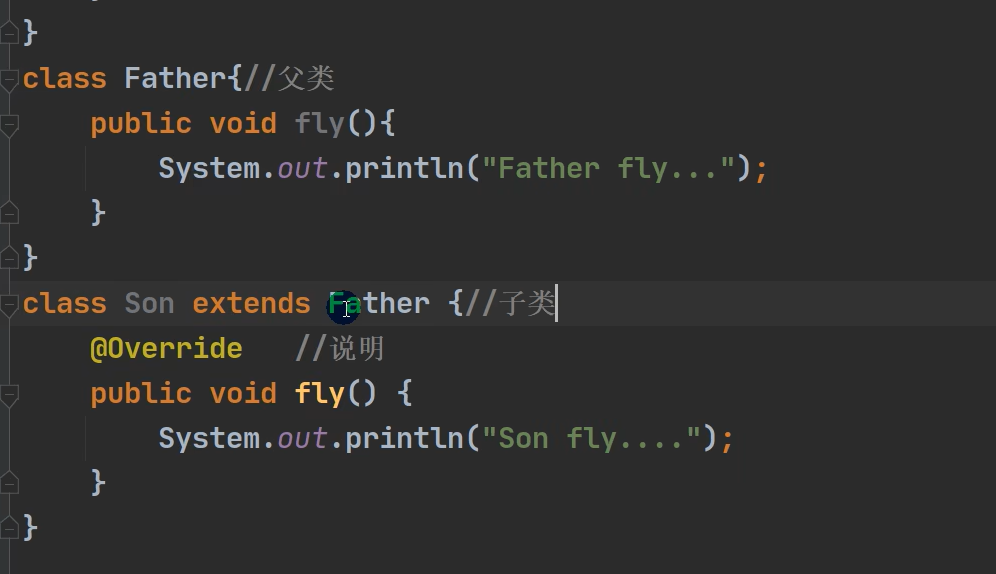 }
class Father{//父类
public void fly(){
System.out.println("Father fly...");
}
}
class Son extends Father {//子类
@Override //说明
public void fly() {
System.out.println("Son fly....");
}
}